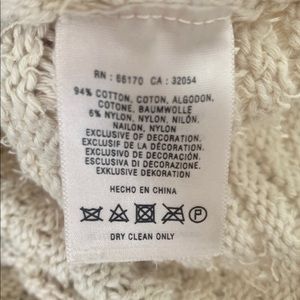 RN : 66170 CA : 32054
94% COTTON, COTON, ALGODON,
COTONE, BAUMWOLLE
6% NYLON, NYLON, NILÓN,
NAILON, NYLON
EXCLUSIVE OF DECORATION
EXCLUSIF DE LA DÉCORATION
EXCLUSIVO DE DECORACIÓN
ESCLUSIVA DI DECORAZIONE
EXKLUSIVE DEKORATION
HECHO EN CHINA
P
DRY CLEAN ONLY